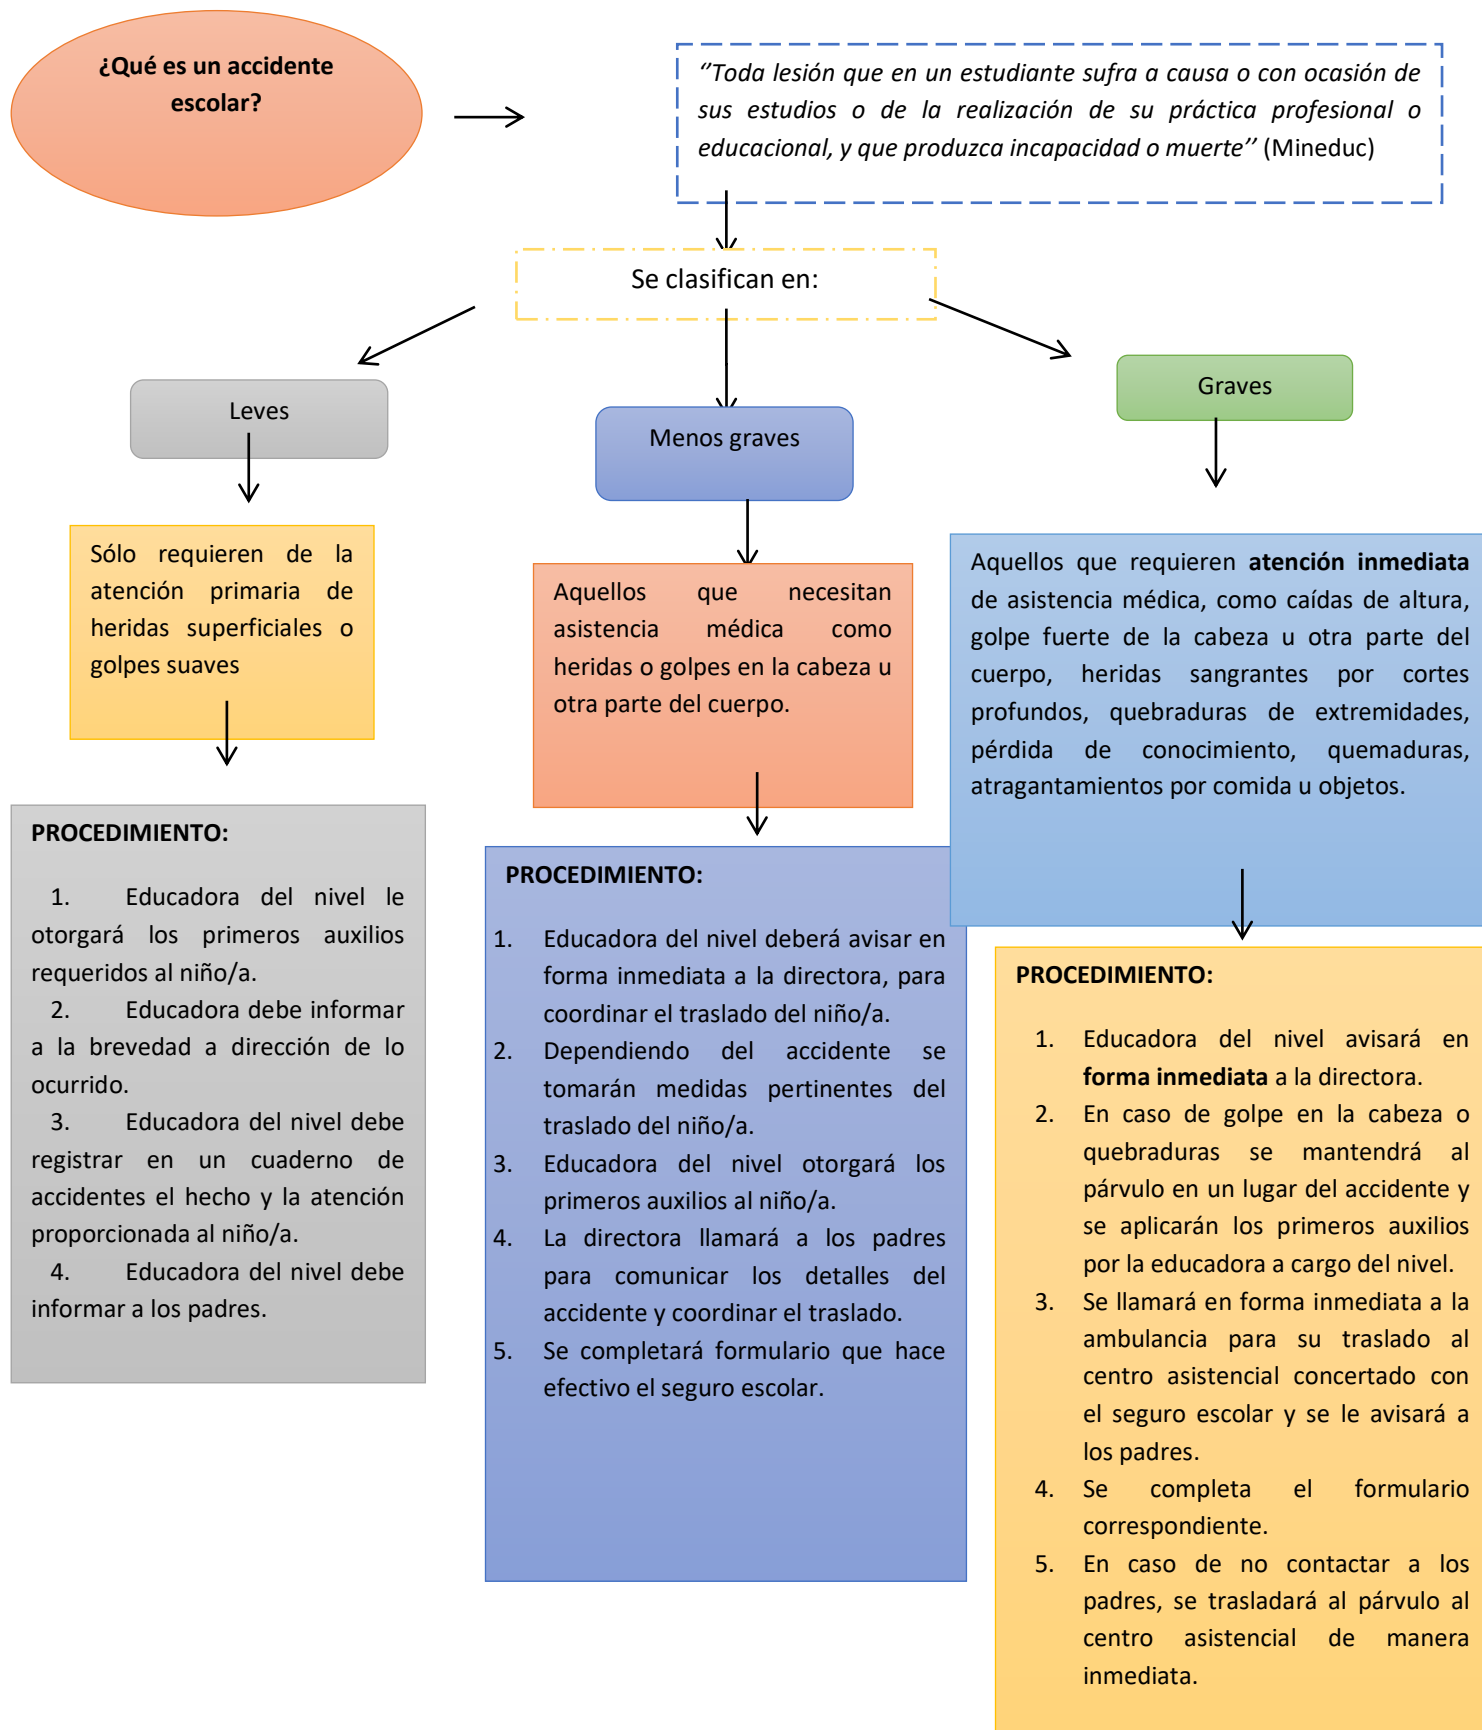 ¿Qué es un accidente
escolar?
‘’Toda lesión que en un estudiante sufra a causa o con ocasión de
sus estudios o de la realización de su práctica profesional o
educacional, y que produzca incapacidad o muerte’’ (Mineduc)
Se clasifican en:
Leves
Menos graves
Graves
Sólo requieren de la
atención primaria de
heridas superficiales o
golpes suaves
Aquellos que necesitan
asistencia médica como
heridas o golpes en la cabeza u
otra parte del cuerpo.
Aquellos que requieren atención inmediata
de asistencia médica, como caídas de altura,
golpe fuerte de la cabeza u otra parte del
cuerpo, heridas sangrantes por cortes
profundos, quebraduras de extremidades,
pérdida de conocimiento, quemaduras,
atragantamientos por comida u objetos.
PROCEDIMIENTO:
1. Educadora del nivel le
otorgará los primeros auxilios
requeridos al niño/a.
2. Educadora debe informar
a la brevedad a dirección de lo
ocurrido.
3. Educadora del nivel debe
registrar en un cuaderno de
accidentes el hecho y la atención
proporcionada al niño/a.
4. Educadora del nivel debe
informar a los padres.
PROCEDIMIENTO:
1. Educadora del nivel deberá avisar en
forma inmediata a la directora, para
coordinar el traslado del niño/a.
2. Dependiendo del accidente se
tomarán medidas pertinentes del
traslado del niño/a.
3. Educadora del nivel otorgará los
primeros auxilios al niño/a.
4. La directora llamará a los padres
para comunicar los detalles del
accidente y coordinar el traslado.
5. Se completará formulario que hace
efectivo el seguro escolar.
PROCEDIMIENTO:
1. Educadora del nivel avisará en
forma inmediata a la directora.
2. En caso de golpe en la cabeza o
quebraduras se mantendrá al
párvulo en un lugar del accidente y
se aplicarán los primeros auxilios
por la educadora a cargo del nivel.
3. Se llamará en forma inmediata a la
ambulancia para su traslado al
centro asistencial concertado con
el seguro escolar y se le avisará a
los padres.
4. Se completa el formulario
correspondiente.
5. En caso de no contactar a los
padres, se trasladará al párvulo al
centro asistencial de manera
inmediata.